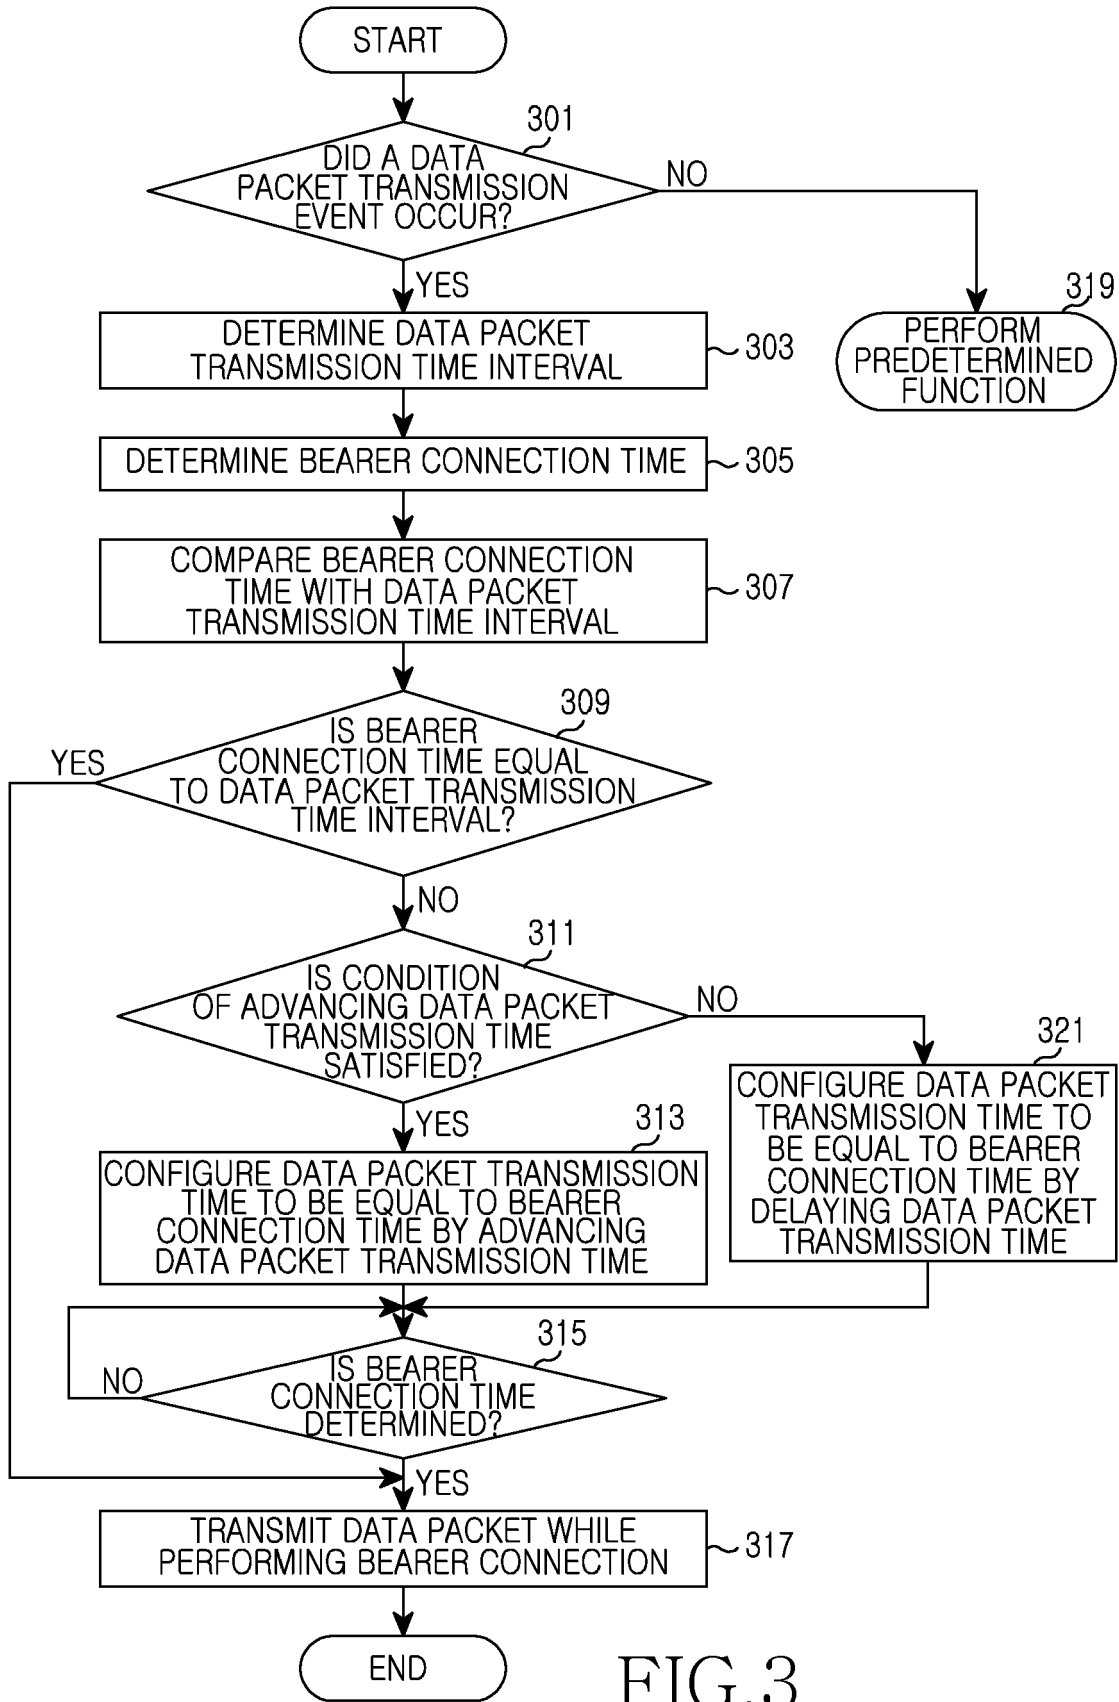 START
301
DID A DATA
PACKET TRANSMISSION
EVENT OCCUR?
NO
YES
319
PERFORM
PREDETERMINED
FUNCTION
DETERMINE DATA PACKET
TRANSMISSION TIME INTERVAL
303
DETERMINE BEARER CONNECTION TIME
305
COMPARE BEARER CONNECTION
TIME WITH DATA PACKET
TRANSMISSION TIME INTERVAL
307
309
IS BEARER
CONNECTION TIME EQUAL
TO DATA PACKET TRANSMISSION
TIME INTERVAL?
YES
NO
311
IS CONDITION
OF ADVANCING DATA PACKET
TRANSMISSION TIME
SATISFIED?
NO
YES
321
CONFIGURE DATA PACKET
TRANSMISSION TIME TO
BE EQUAL TO BEARER
CONNECTION TIME BY
DELAYING DATA PACKET
TRANSMISSION TIME
313
CONFIGURE DATA PACKET TRANSMISSION
TIME TO BE EQUAL TO BEARER
CONNECTION TIME BY ADVANCING
DATA PACKET TRANSMISSION TIME
315
IS BEARER
CONNECTION TIME
DETERMINED?
NO
YES
TRANSMIT DATA PACKET WHILE
PERFORMING BEARER CONNECTION
317
END
FIG.3